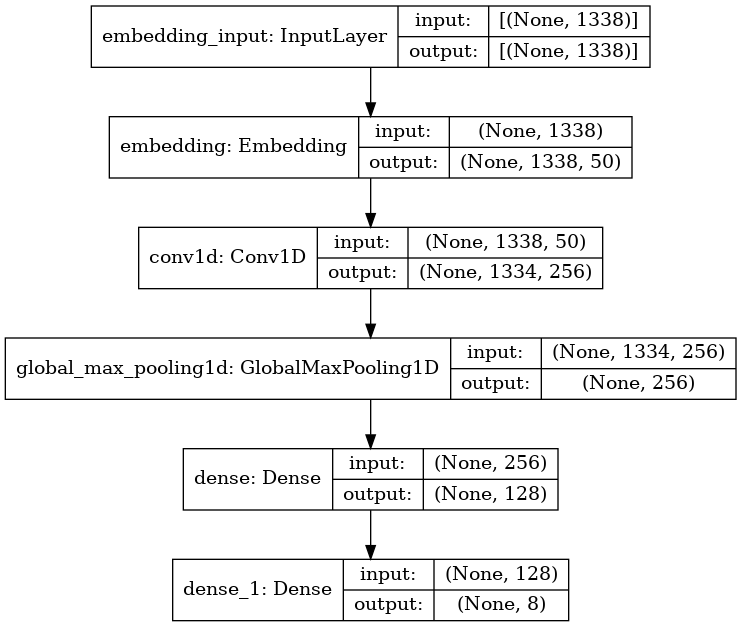 embedding_input: InputLayer
input: [(None, 1338)]
output: [(None, 1338)]
embedding: Embedding
input: (None, 1338)
output: (None, 1338, 50)
conv1d: Conv1D
input: (None, 1338, 50)
output: (None, 1334, 256)
global_max_pooling1d: GlobalMaxPooling1D
input: (None, 1334, 256)
output: (None, 256)
dense: Dense
input: (None, 256)
output: (None, 128)
dense_1: Dense
input: (None, 128)
output: (None, 8)